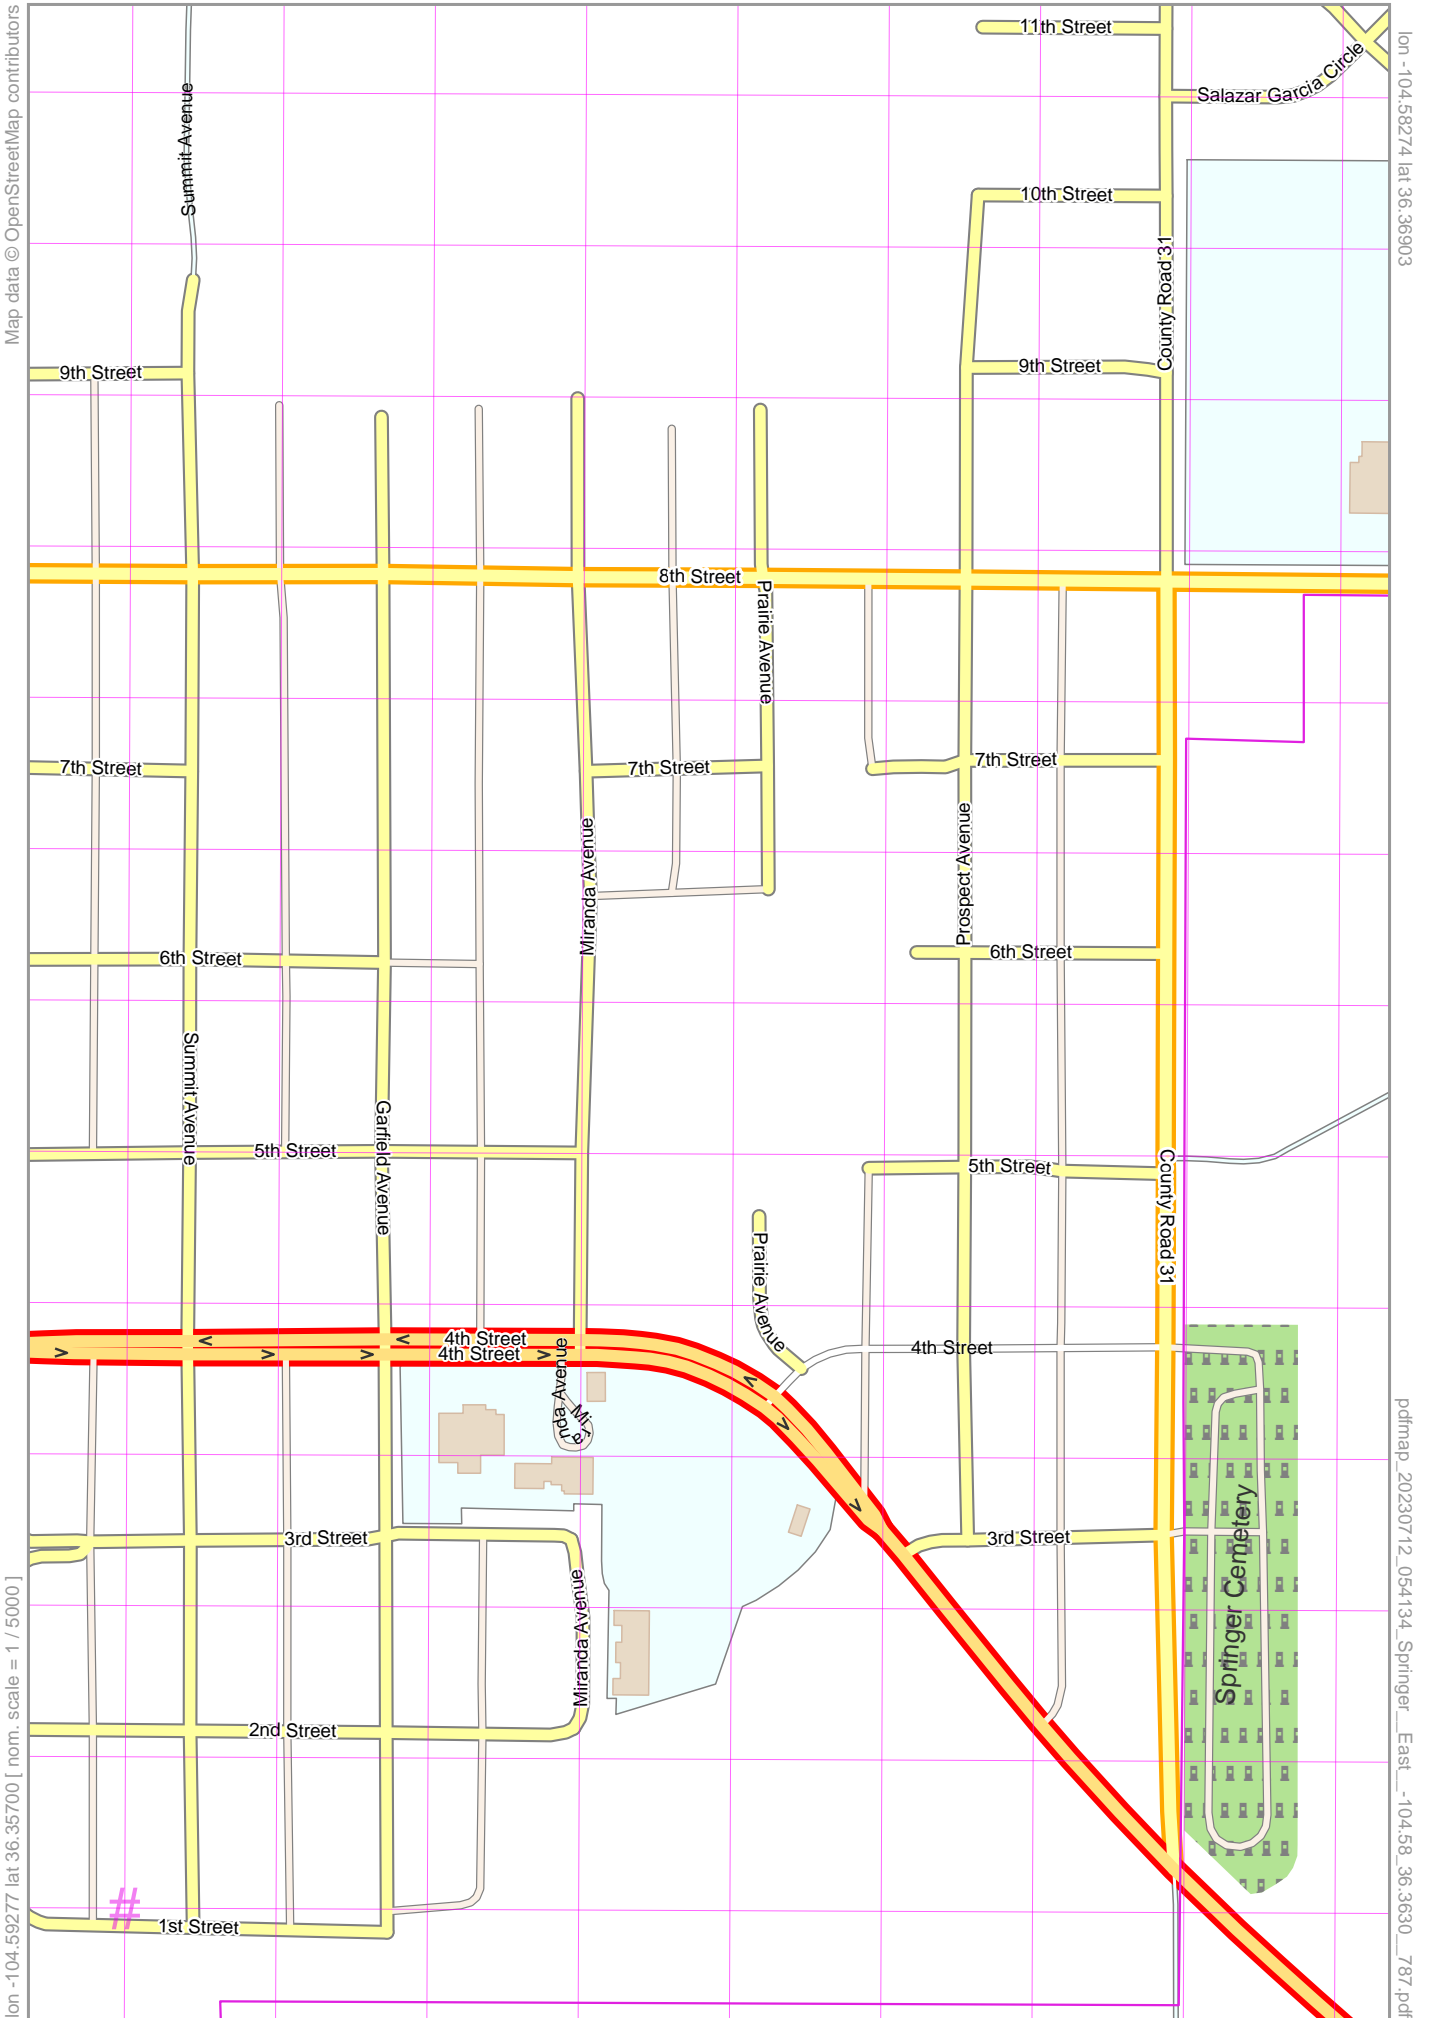 Map data © OpenStreetMap contributors
lon -104.58274 lat 36.36903
11th Street
Salazar Garcia Circle
Summit Avenue
10th Street
County Road 31
9th Street
9th Street
8th Street
Prairie Avenue
7th Street
7th Street
7th Street
Miranda Avenue
Prospect Avenue
6th Street
6th Street
Summit Avenue
Garfield Avenue
5th Street
5th Street
County Road 31
Prairie Avenue
4th Street
4th Street
4th Street
Miranda Avenue
3rd Street
3rd Street
Springer Cemetery
Miranda Avenue
2nd Street
#
1st Street
lon -104.59277 lat 36.35700 [ nom. scale = 1 / 5000 ]
pdfmap_20230712_054134_Springer__East__-104.58_36.3630__787.pdf